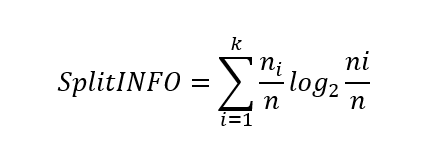 SplitINFO = \sum_{i=1}^{k} \frac{n_i}{n} log_2 \frac{ni}{n}